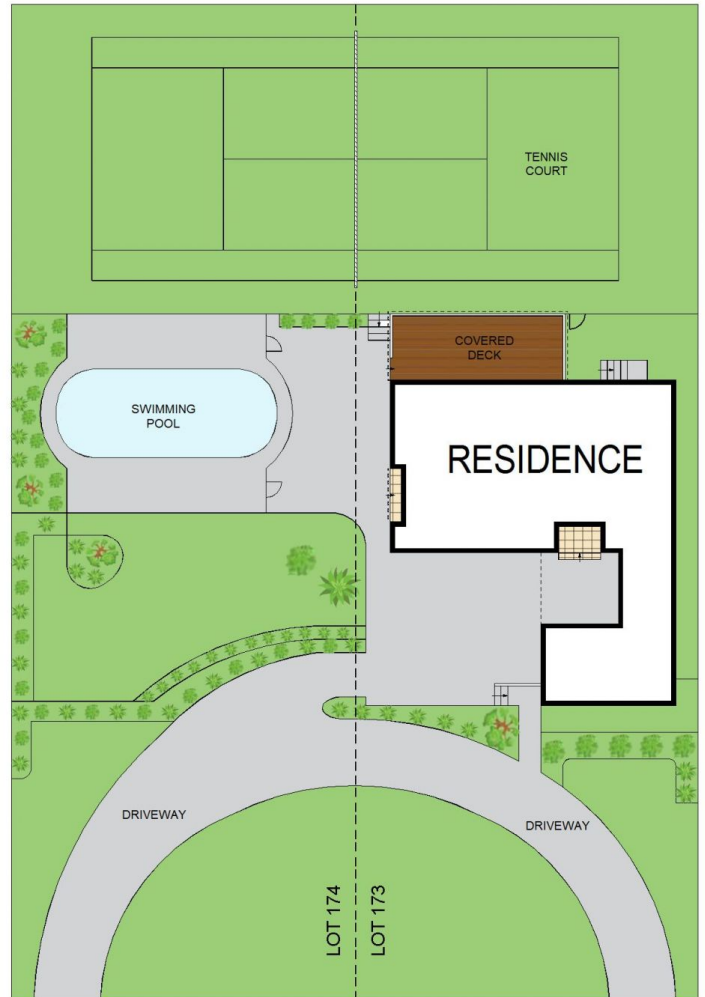 TENNIS
COURT
COVERED
DECK
SWIMMING
POOL
RESIDENCE
DRIVEWAY
DRIVEWAY
LOT 174
LOT 173